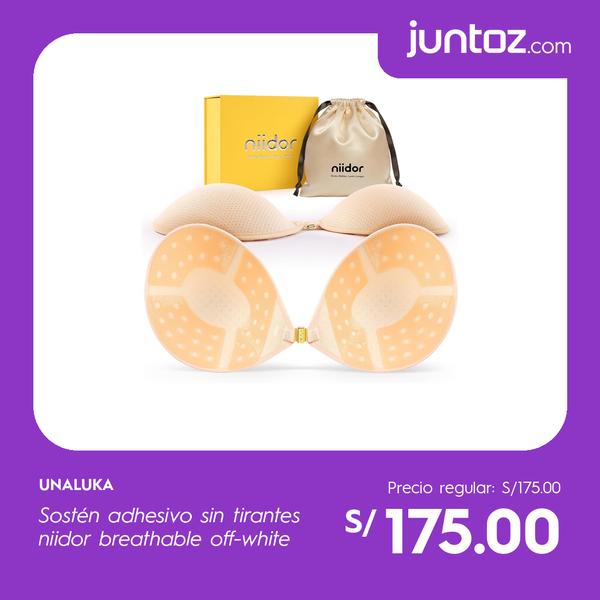 juntoz.com
niidor
niidor
UNALUKA
Sostén adhesivo sin tirantes
niidor breathable off-white
Precio regular: S/175.00
S/ 175.00